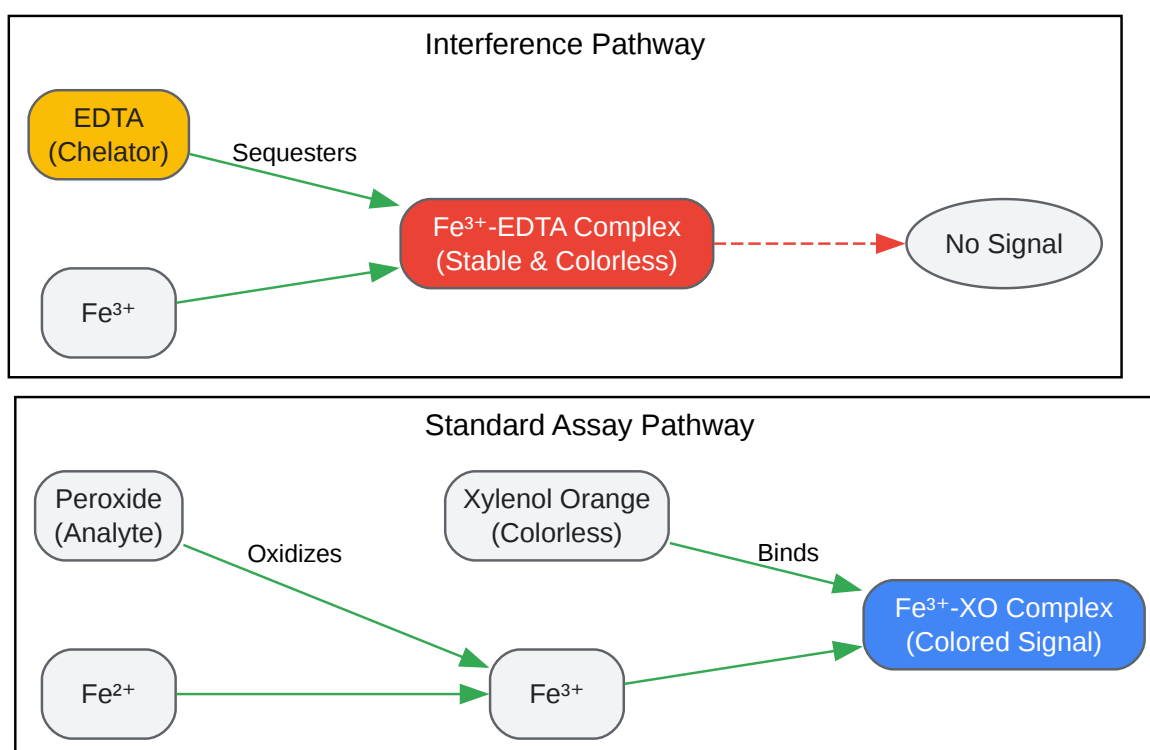 Interference Pathway
EDTA
(Chelator)
Sequesters
Fe³⁺-EDTA Complex
(Stable & Colorless)
No Signal
Fe³⁺
Standard Assay Pathway
Peroxide
(Analyte)
Oxidizes
Xylenol Orange
(Colorless)
Binds
Fe³⁺-XO Complex
(Colored Signal)
Fe²⁺
Fe³⁺